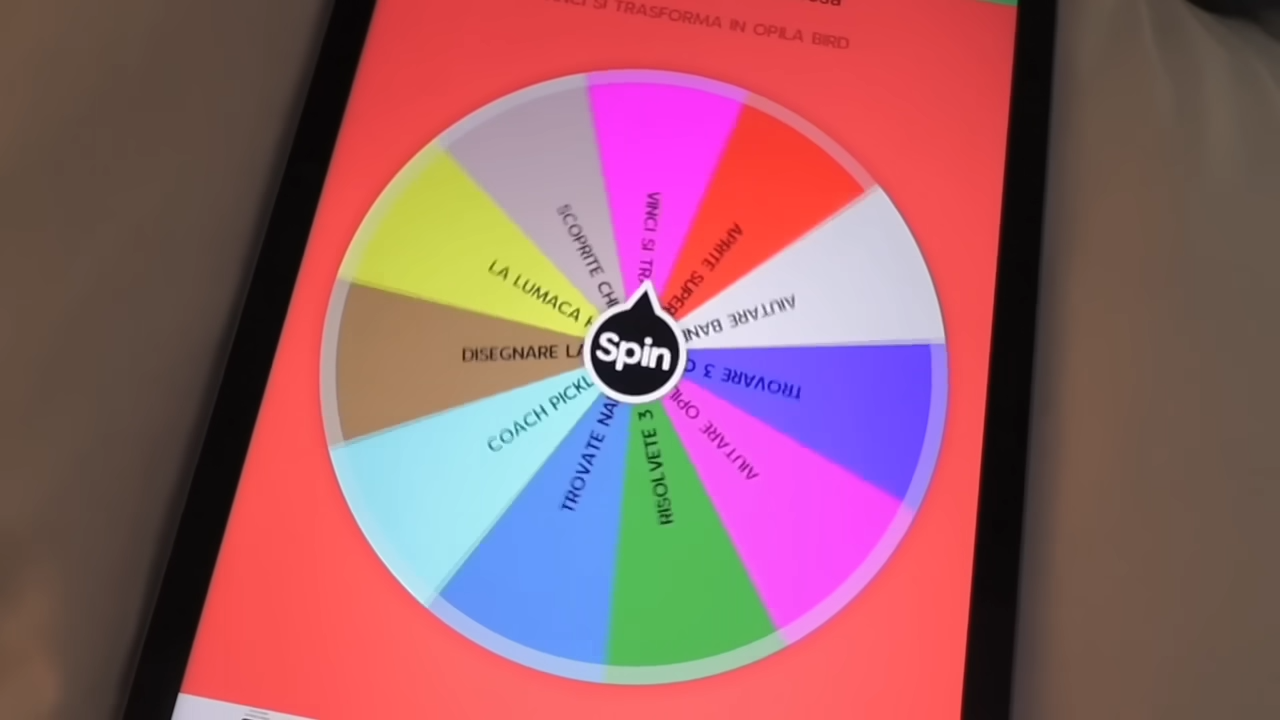 SI TRASFORMA IN OPILA BIRD
VINCI SI TR
APRITE SUPER
AIUTARE BAN
TROVARE 3
AIUTARE OPIL
RISOLVETE 3
TROVATE NA
COACH PICKL
DISEGNARE LA
LA LUMACA
SCOPRITE CH
Spin